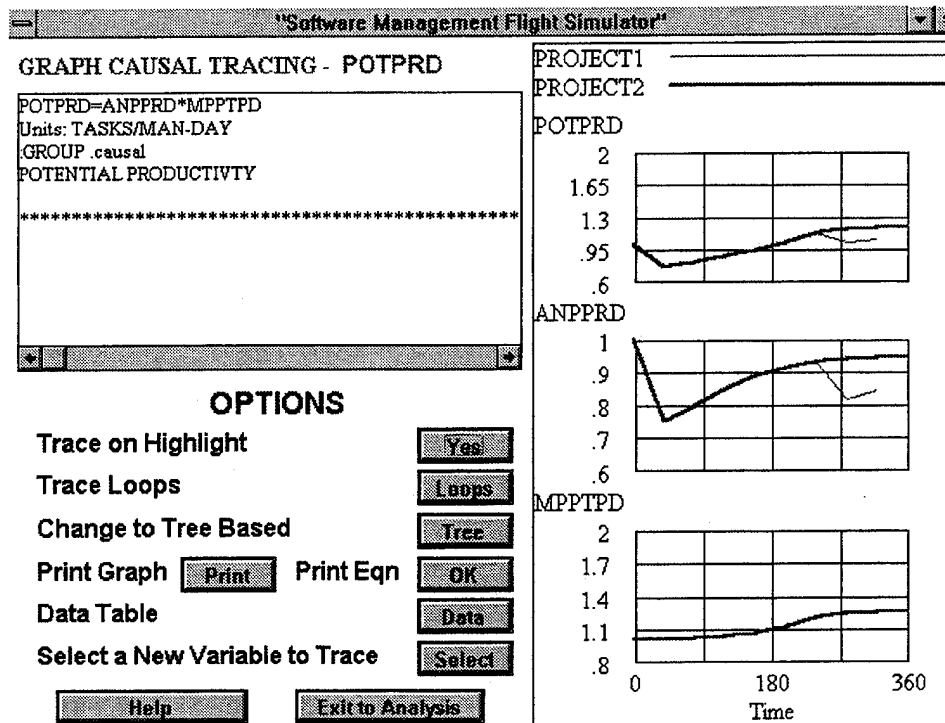 "Software Management Flight Simulator"
GRAPH CAUSAL TRACING - POTPRD
POTPRD=ANPPRD*MPPTPD
Units: TASKS/MAN-DAY
:GROUP .causal
POTENTIAL PRODUCTIVTY
************************************************
OPTIONS
Trace on Highlight Yes
Trace Loops Loops
Change to Tree Based Tree
Print Graph Print Print Eqn OK
Data Table Data
Select a New Variable to Trace Select
Help Exit to Analysis
PROJECT1
PROJECT2
POTPRD
2
1.65
1.3
.95
.6
ANPPRD
1
.9
.8
.7
.6
MPPTPD
2
1.7
1.4
1.1
.8
0 180 360
Time